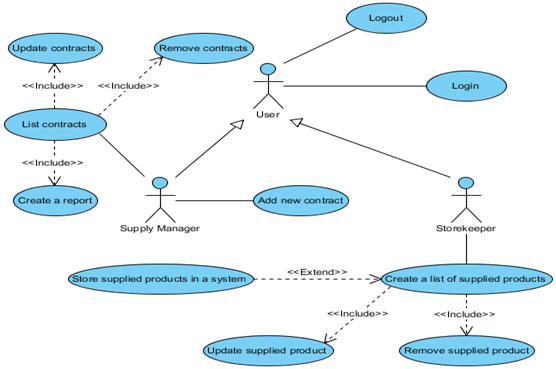 Logout
Update contracts
Remove contracts
<<Include>>
<<Include>>
Login
User
List contracts
<<Include>>
Create a report
Add new contract
Supply Manager
Storekeeper
Store supplied products in a system
<<Extend>>
Create a list of supplied products
<<Include>>
<<Include>>
Update supplied product
Remove supplied product